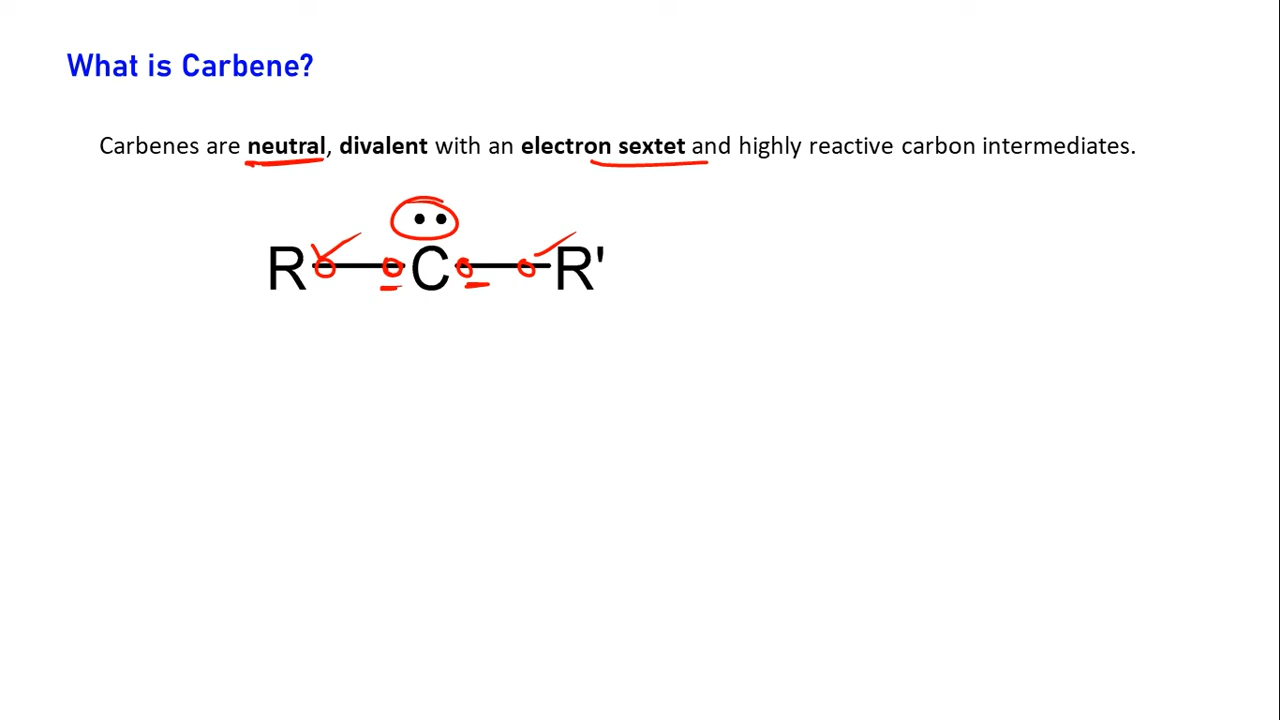 What is Carbene?
Carbenes are neutral, divalent with an electron sextet and highly reactive carbon intermediates.
R C R'